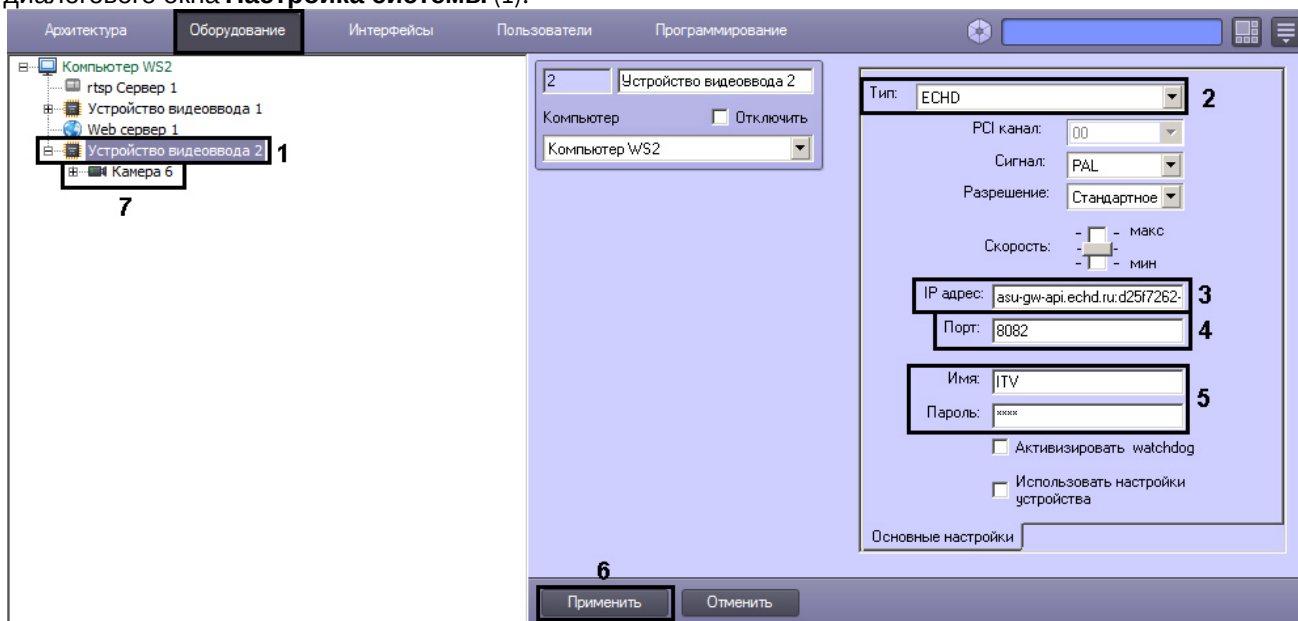 диалогового окна Настройка системы (1).
Архитектура Оборудование Интерфейсы Пользователи Программирование
Компьютер WS2
rtsp Сервер 1
Устройство видеоввода 1
Web сервер 1
Устройство видеоввода 2 1
Камера 6
7
2 Устройство видеоввода 2
Компьютер Отключить
Компьютер WS2
Тип: ECHD 2
PCI канал: 00
Сигнал: PAL
Разрешение: Стандартное
Скорость: макс
мин
IP адрес: asu-gw-api.echd.ru:d25f7262- 3
Порт: 8082 4
Имя: ITV
Пароль: xxxx 5
Активизировать watchdog
Использовать настройки
устройства
Основные настройки
6
Применить Отменить